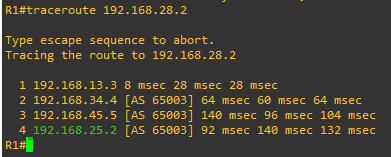 R1#traceroute 192.168.28.2
Type escape sequence to abort.
Tracing the route to 192.168.28.2
1 192.168.13.3 8 msec 28 msec 28 msec
2 192.168.34.4 [AS 65003] 64 msec 60 msec 64 msec
3 192.168.45.5 [AS 65003] 140 msec 96 msec 104 msec
4 192.168.25.2 [AS 65003] 92 msec 140 msec 132 msec
R1#